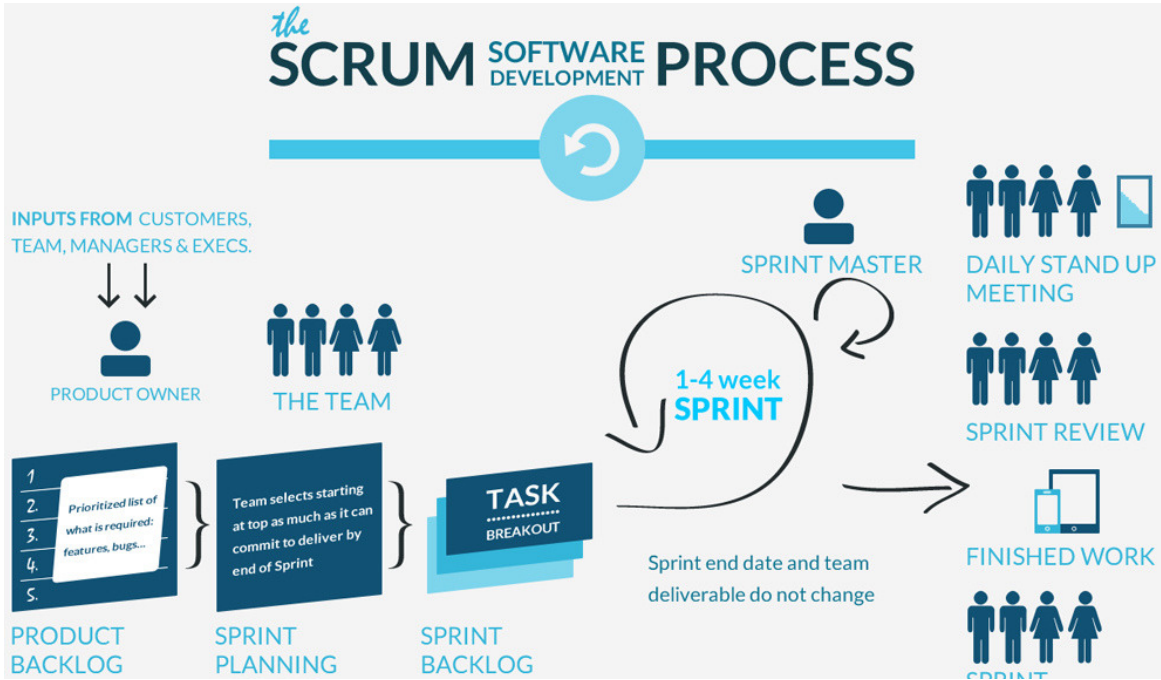 the
SCRUM SOFTWARE DEVELOPMENT PROCESS
INPUTS FROM CUSTOMERS,
TEAM, MANAGERS & EXECS.
PRODUCT OWNER
THE TEAM
SPRINT MASTER
DAILY STAND UP
MEETING
1-4 week
SPRINT
SPRINT REVIEW
1
2.
3.
4.
5.
Prioritized list of
what is required:
features, bugs...
Team selects starting
at top as much as it can
commit to deliver by
end of Sprint
TASK
BREAKOUT
Sprint end date and team
deliverable do not change
FINISHED WORK
PRODUCT
BACKLOG
SPRINT
PLANNING
SPRINT
BACKLOG
SPRINT